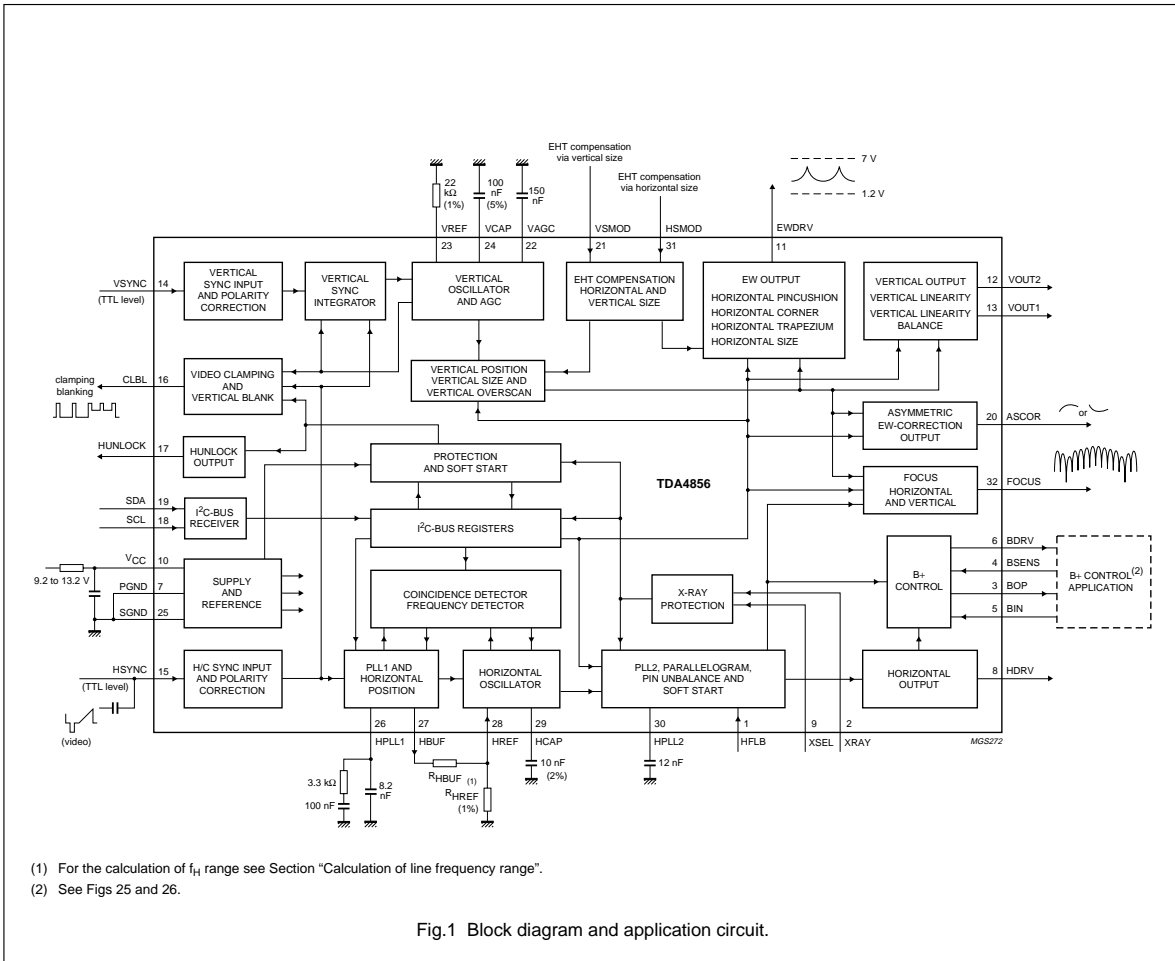 EHT compensation
via vertical size
EHT compensation
via horizontal size
7 V
1.2 V
22
kΩ
(1%)
100
nF
(5%)
150
nF
VREF
VCAP
VAGC
VSMOD
HSMOD
EWDRV
23
24
22
21
31
11
VSYNC
14
(TTL level)
VERTICAL
SYNC INPUT
AND POLARITY
CORRECTION
VERTICAL
SYNC
INTEGRATOR
VERTICAL
OSCILLATOR
AND AGC
EHT COMPENSATION
HORIZONTAL AND
VERTICAL SIZE
EW OUTPUT
HORIZONTAL PINCUSHION
HORIZONTAL CORNER
HORIZONTAL TRAPEZIUM
HORIZONTAL SIZE
VERTICAL OUTPUT
VERTICAL LINEARITY
VERTICAL LINEARITY
BALANCE
12
VOUT2
13
VOUT1
clamping
blanking
CLBL
16
VIDEO CLAMPING
AND
VERTICAL BLANK
VERTICAL POSITION
VERTICAL SIZE AND
VERTICAL OVERSCAN
ASYMMETRIC
EW-CORRECTION
OUTPUT
20
ASCOR
or
HUNLOCK
17
HUNLOCK
OUTPUT
PROTECTION
AND SOFT START
TDA4856
FOCUS
HORIZONTAL
AND VERTICAL
32
FOCUS
SDA
19
SCL
18
I²C-BUS
RECEIVER
I²C-BUS REGISTERS
VCC
10
9.2 to 13.2 V
PGND
7
SGND
25
SUPPLY
AND
REFERENCE
COINCIDENCE DETECTOR
FREQUENCY DETECTOR
X-RAY
PROTECTION
B+
CONTROL
6
BDRV
4
BSENS
3
BOP
5
BIN
B+ CONTROL(2)
APPLICATION
HSYNC
15
(TTL level)
(video)
H/C SYNC INPUT
AND POLARITY
CORRECTION
PLL1 AND
HORIZONTAL
POSITION
HORIZONTAL
OSCILLATOR
PLL2, PARALLELOGRAM,
PIN UNBALANCE AND
SOFT START
HORIZONTAL
OUTPUT
8
HDRV
26
27
28
29
30
1
9
2
HPLL1
HBUF
HREF
HCAP
HPLL2
HFLB
XSEL
XRAY
MGS272
3.3 kΩ
100 nF
8.2
nF
RHBUF (1)
RHREF
(1%)
10 nF
(2%)
12 nF
(1) For the calculation of fH range see Section “Calculation of line frequency range”.
(2) See Figs 25 and 26.
Fig.1 Block diagram and application circuit.